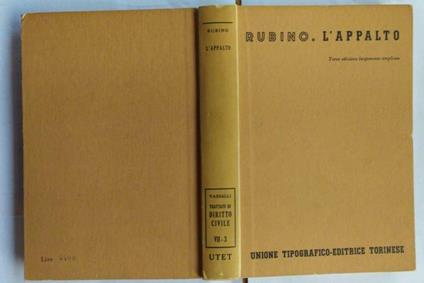 RUBINO. L'APPALTO
Terza edizione largamente ampliata
UNIONE TIPOGRAFICO-EDITRICE TORINESE
RUBINO
L'APPALTO
VASSALLI
TRATTATO DI
DIRITTO
CIVILE
VII - 3
UTET
Lire